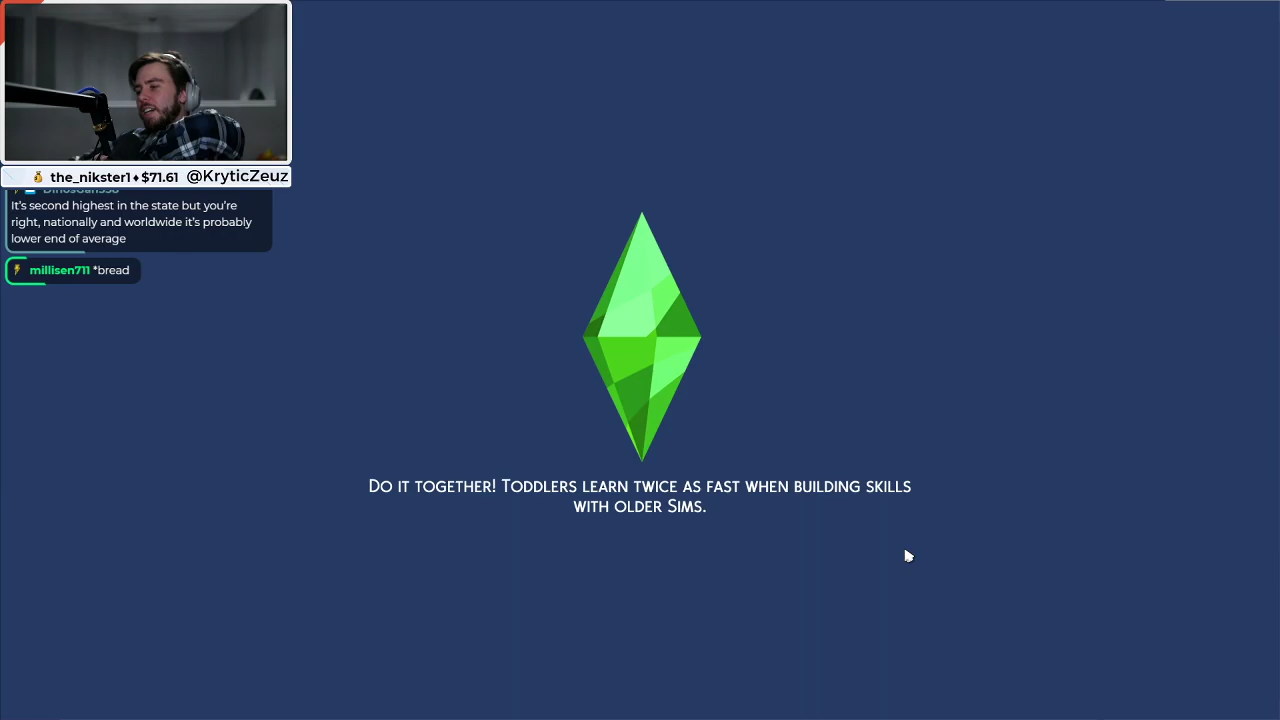 the_nikster1 ♦ $71.61 @KryticZeuz
It's second highest in the state but you're
right, nationally and worldwide it's probably
lower end of average
millisen711 *bread
Do it together! Toddlers learn twice as fast when building skills
with older Sims.